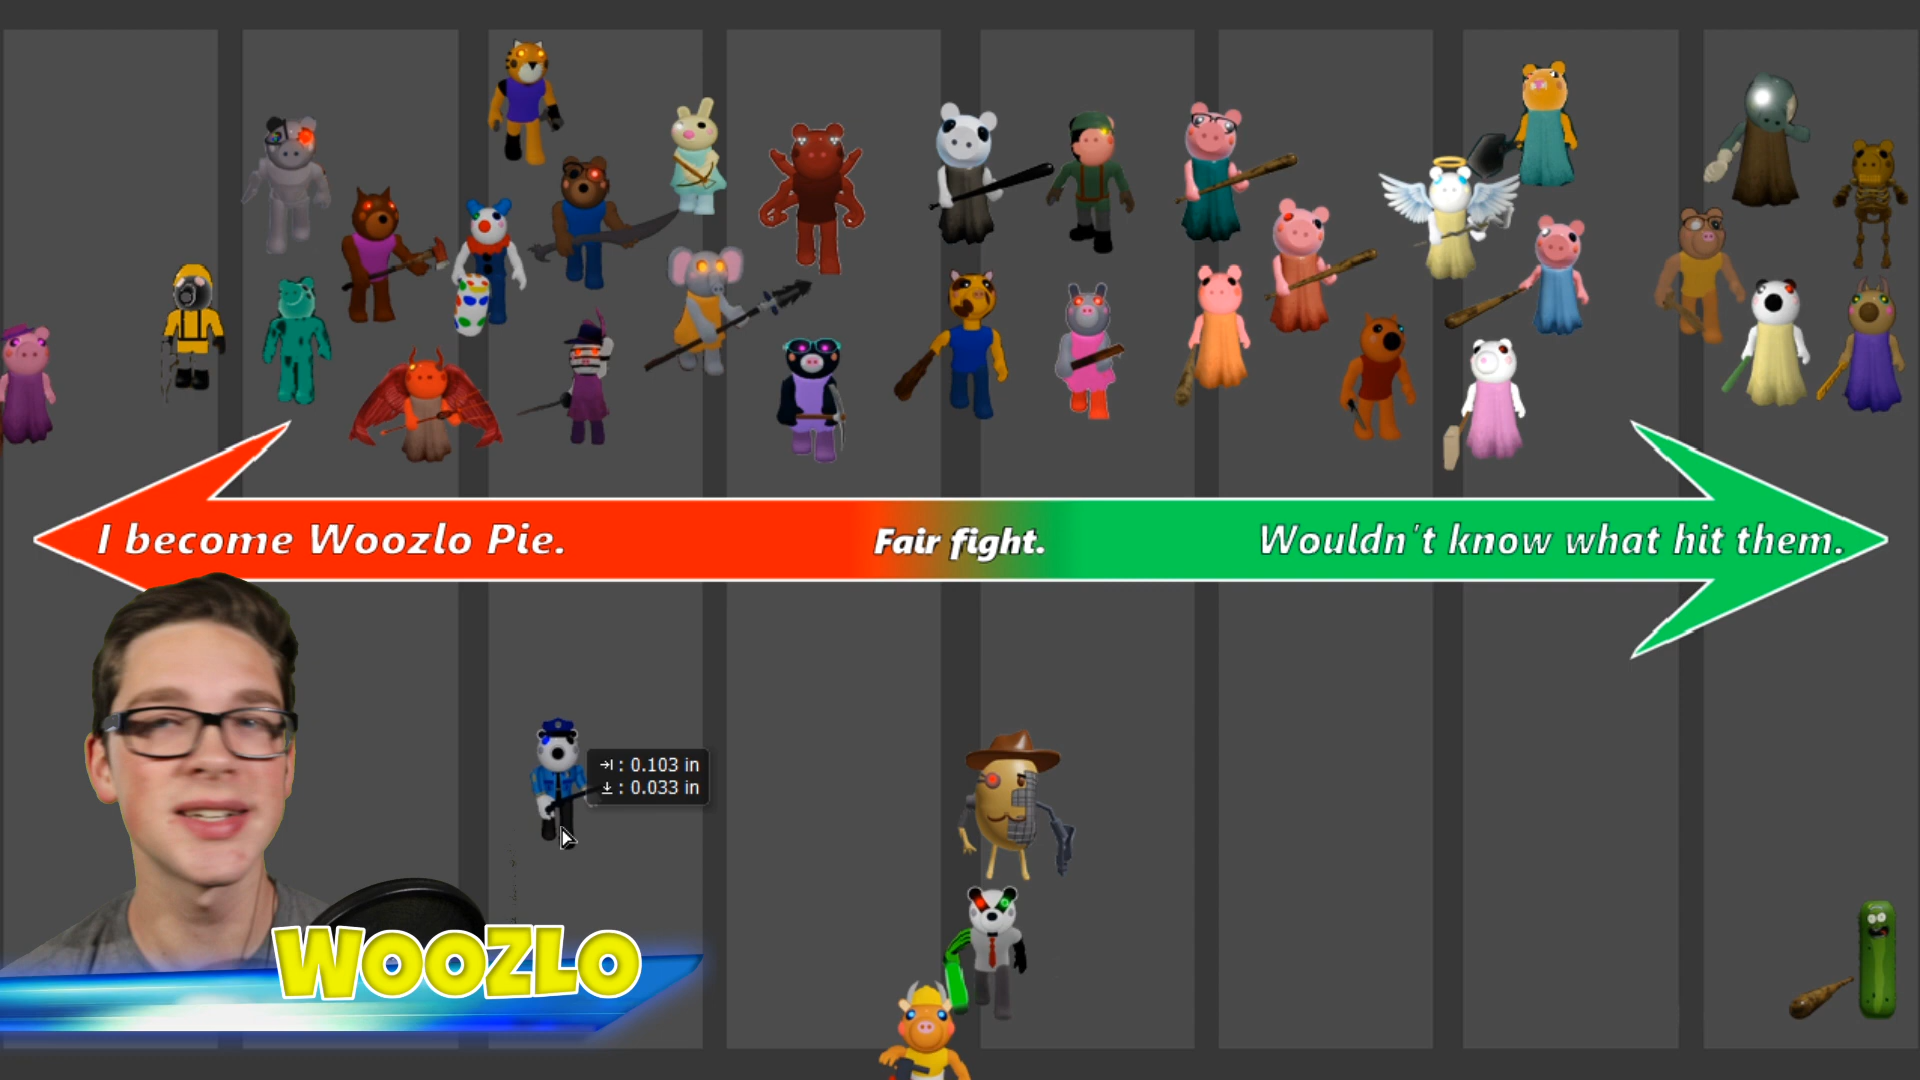 I become Woozlo Pie.
Fair fight.
Wouldn't know what hit them.
→| : 0.103 in
↓ : 0.033 in
WOOZLO